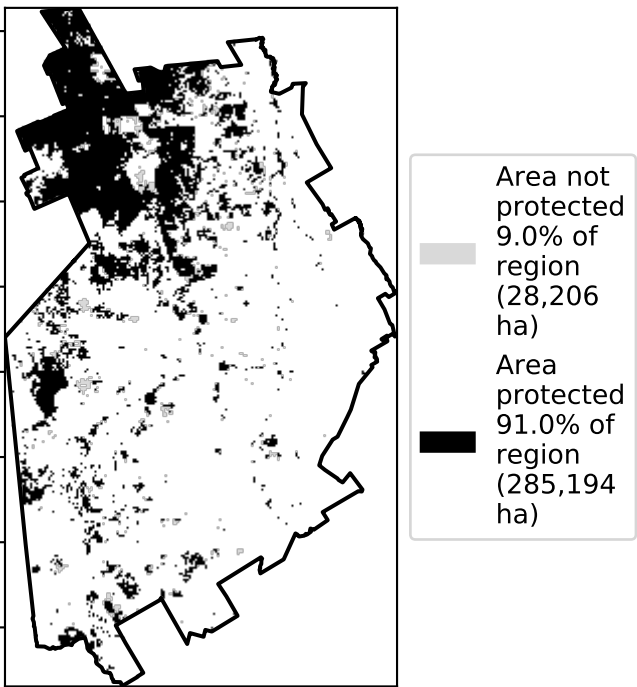 Area not
protected
9.0% of
region
(28,206
ha)
Area
protected
91.0% of
region
(285,194
ha)